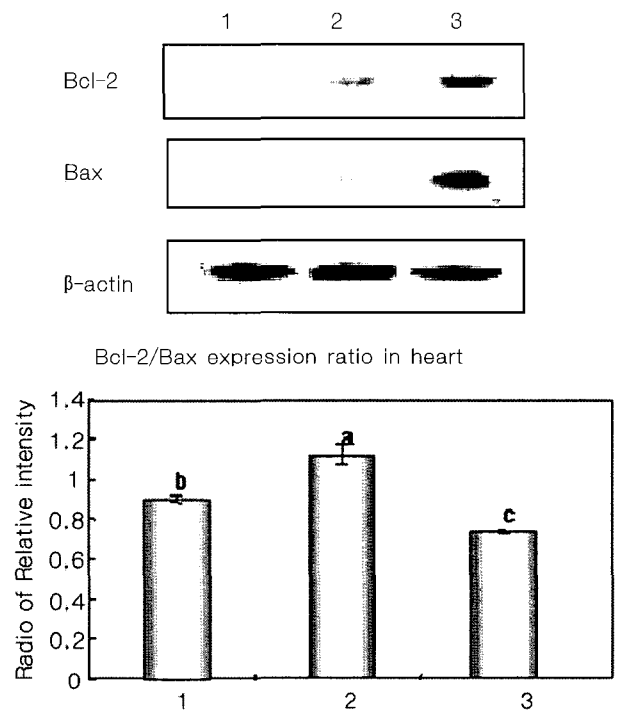 1 2 3
Bcl-2
Bax
β-actin
Bcl-2/Bax expression ratio in heart
Radio of Relative intensity
1.4
1.2
1
0.8
0.6
0.4
0.2
0
b
a
c
1 2 3